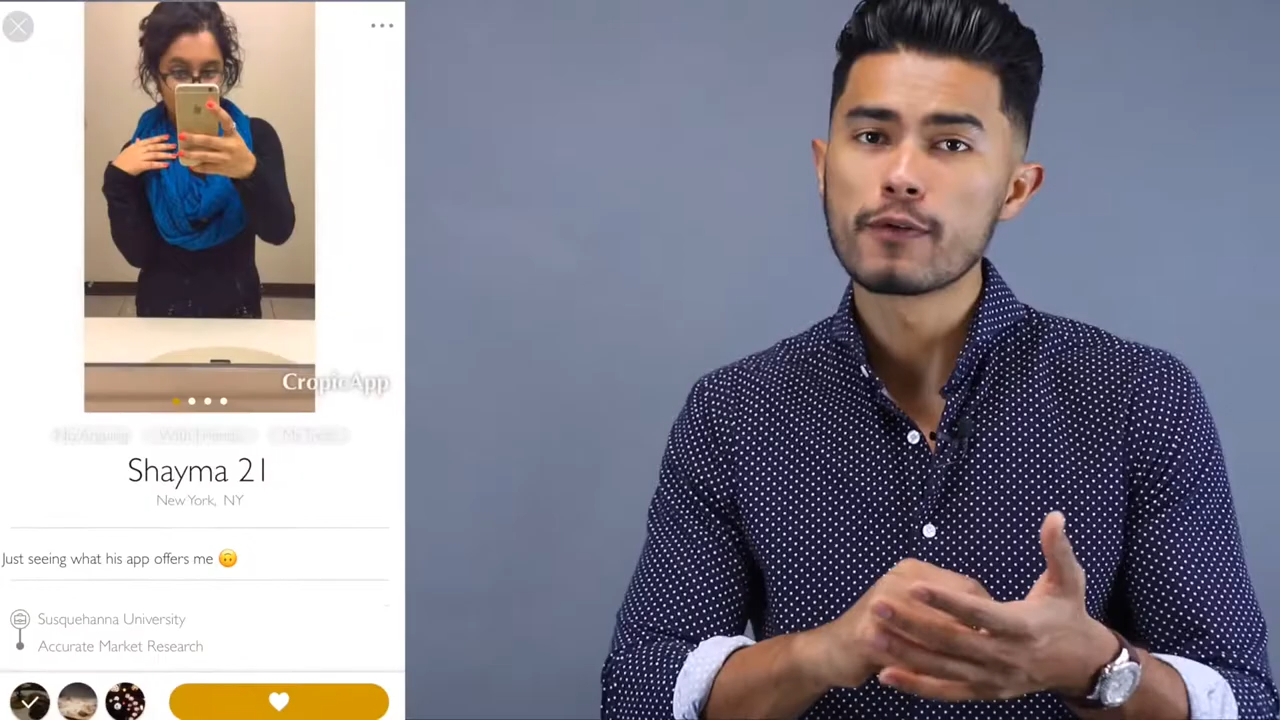 CropicApp
Shayma 21
New York, NY
Just seeing what his app offers me 🙃
Susquehanna University
Accurate Market Research